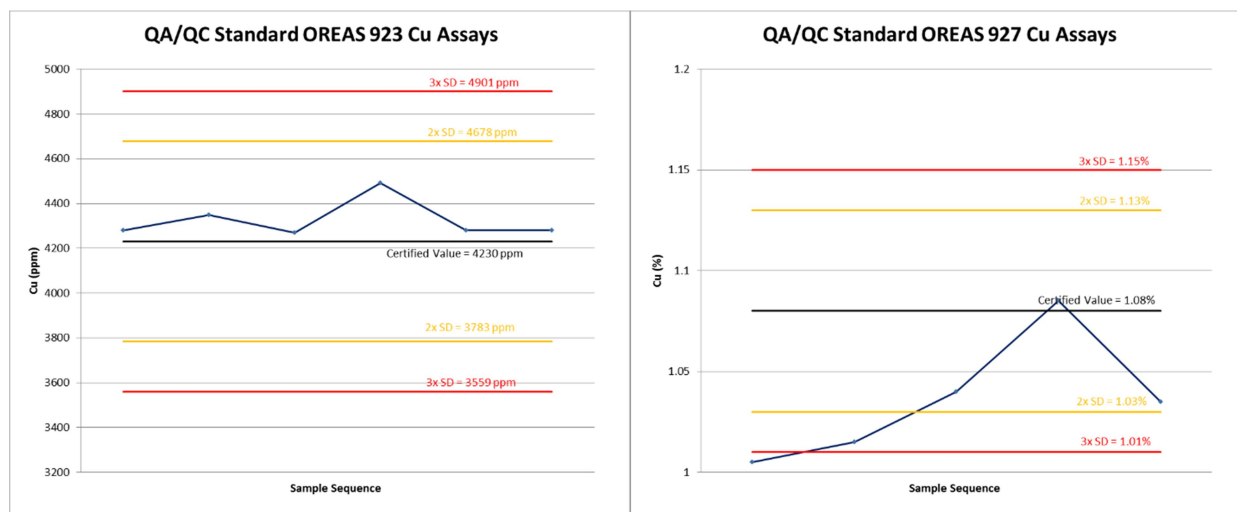 QA/QC Standard OREAS 923 Cu Assays
5000
4800
4600
4400
4200
4000
3800
3600
3400
3200
Cu (ppm)
3x SD = 4901 ppm
2x SD = 4678 ppm
Certified Value = 4230 ppm
2x SD = 3783 ppm
3x SD = 3559 ppm
Sample Sequence
QA/QC Standard OREAS 927 Cu Assays
1.2
1.15
1.1
1.05
1
Cu (%)
3x SD = 1.15%
2x SD = 1.13%
Certified Value = 1.08%
2x SD = 1.03%
3x SD = 1.01%
Sample Sequence